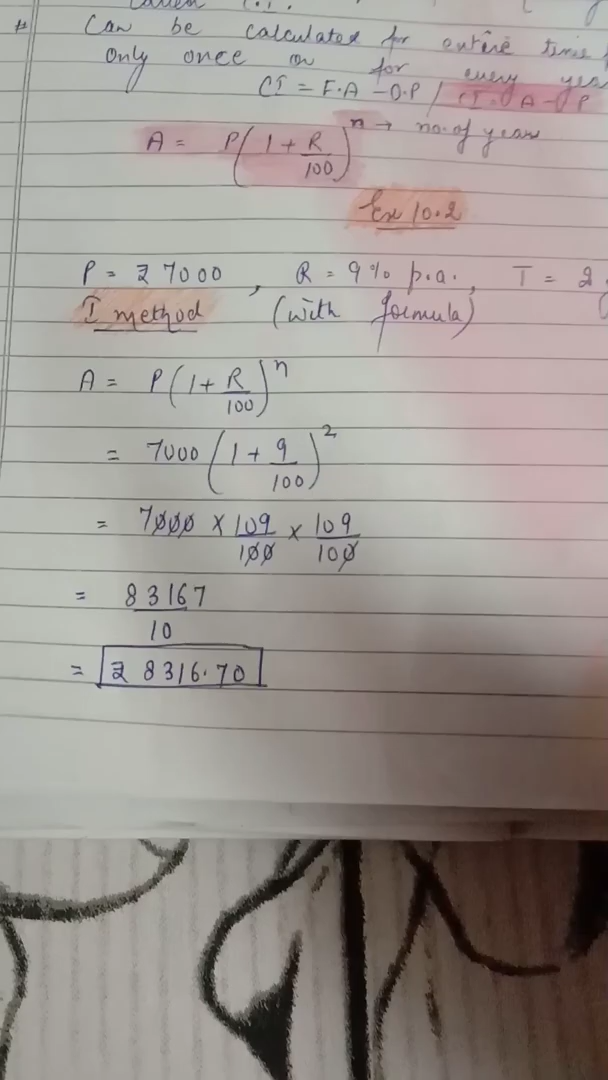 * Can be calculated for entire time
only once or for every year
CI = F.A - O.P / CI = A - P
A = P(1 + R/100)^n → no. of years
Ex 10.2
P = ₹ 7000 , R = 9% p.a. , T = 2
I method (with formula)
A = P(1 + R/100)^n
= 7000 (1 + 9/100)^2
= 7000 × 109/100 × 109/100
= 83167/10
= ₹ 8316.70